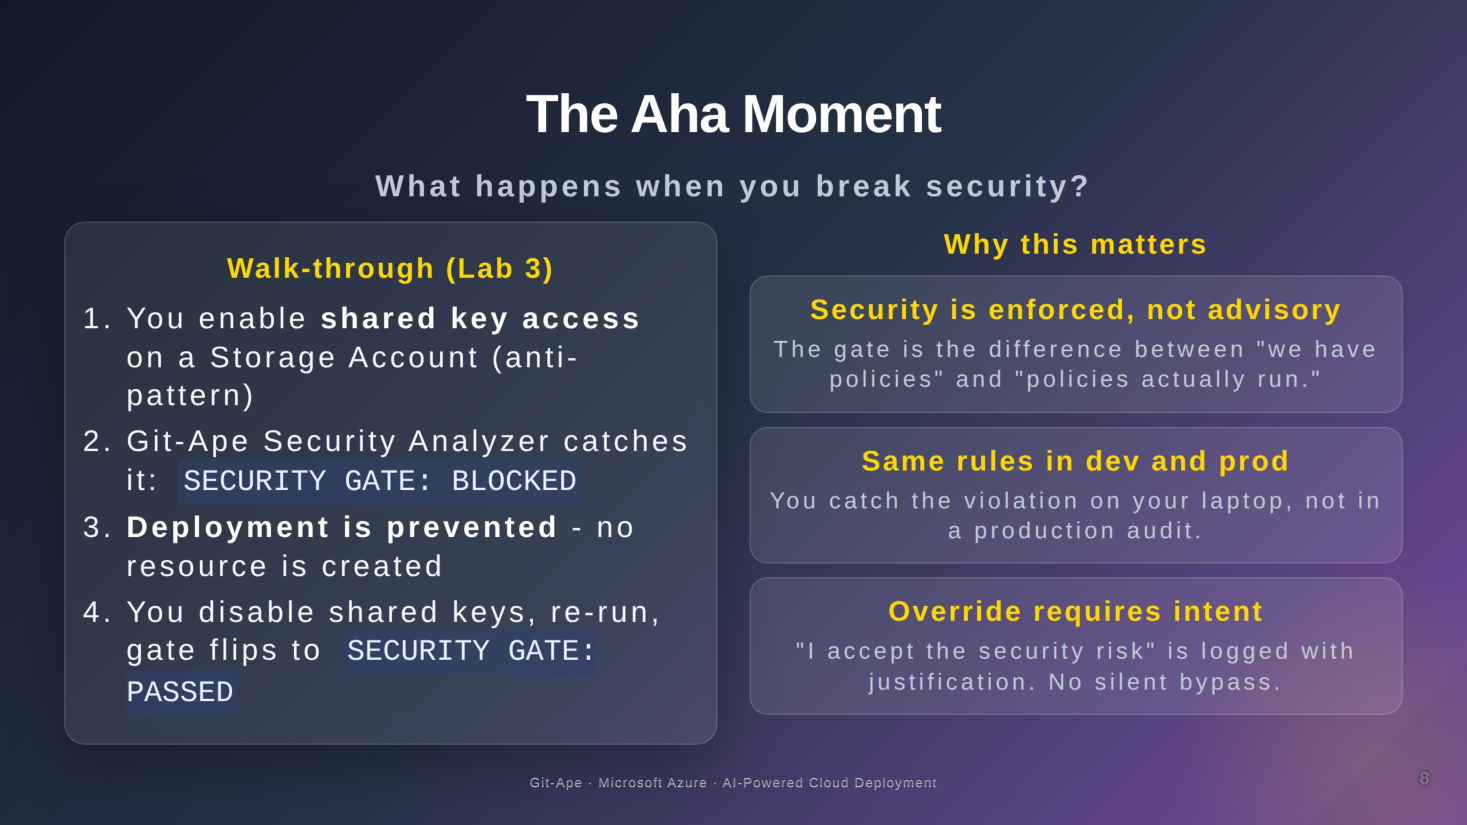 The Aha Moment
What happens when you break security?
Walk-through (Lab 3)
1. You enable shared key access
on a Storage Account (anti-
pattern)
2. Git-Ape Security Analyzer catches
it: SECURITY GATE: BLOCKED
3. Deployment is prevented - no
resource is created
4. You disable shared keys, re-run,
gate flips to SECURITY GATE:
PASSED
Why this matters
Security is enforced, not advisory
The gate is the difference between "we have
policies" and "policies actually run."
Same rules in dev and prod
You catch the violation on your laptop, not in
a production audit.
Override requires intent
"I accept the security risk" is logged with
justification. No silent bypass.
Git-Ape · Microsoft Azure · AI-Powered Cloud Deployment
8